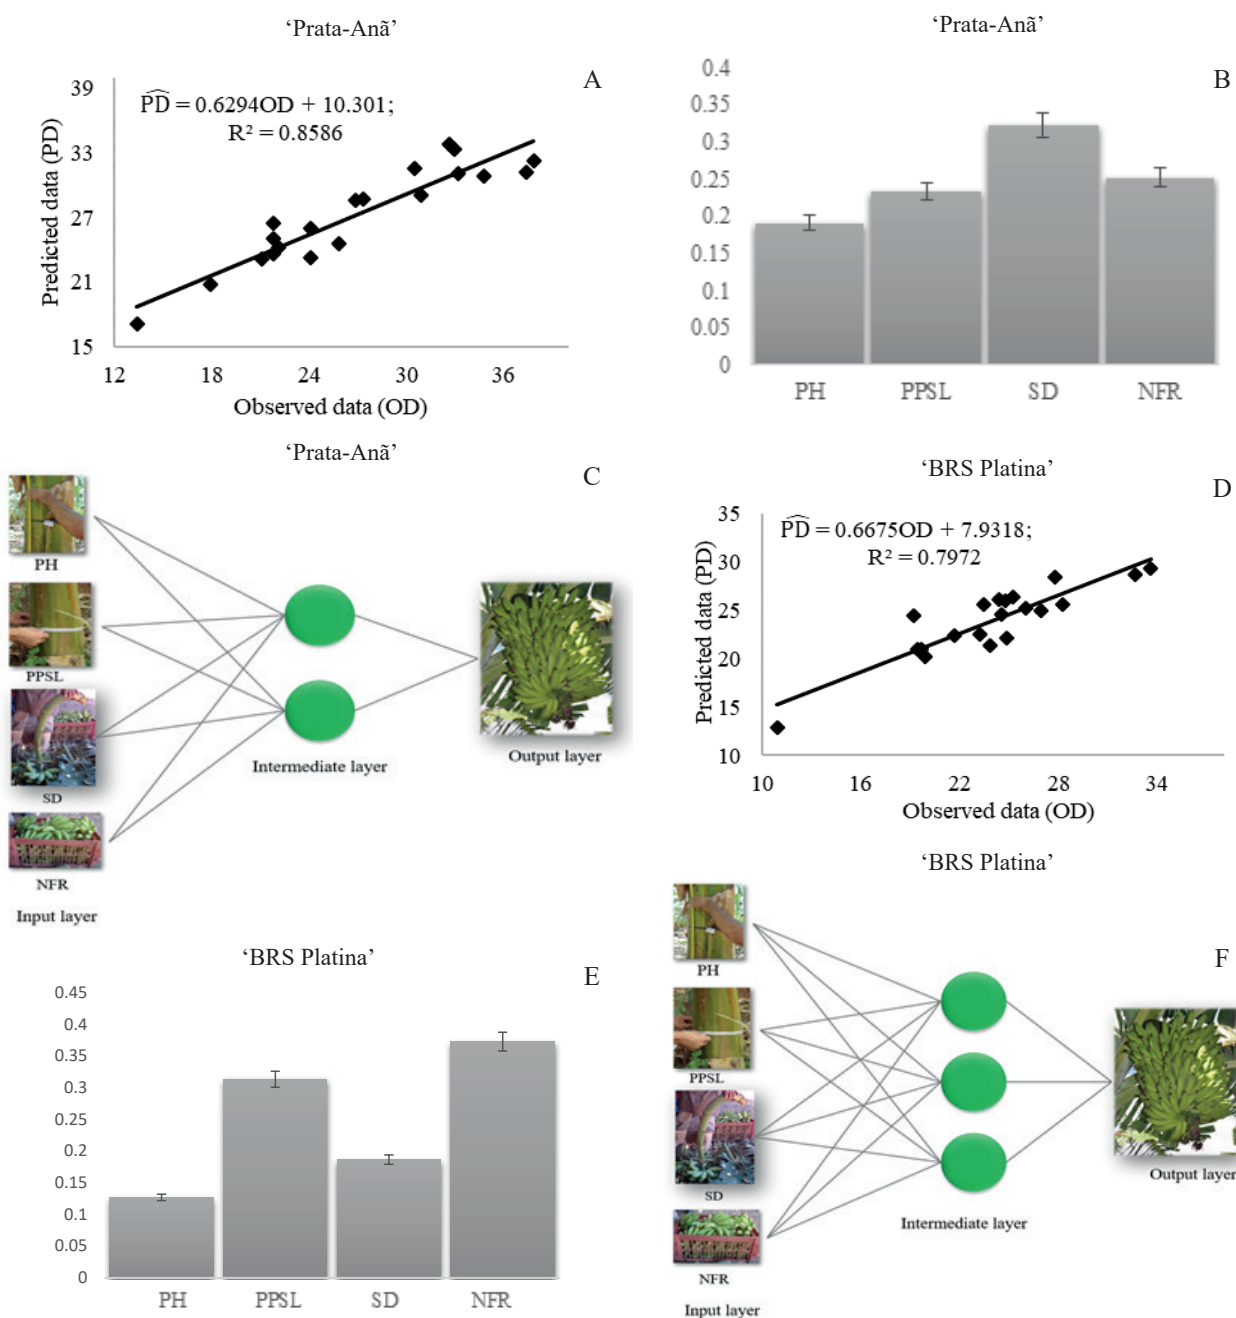 ‘Prata-Anã’
A
P̂D̂ = 0.6294OD + 10.301;
R² = 0.8586
Predicted data (PD)
39
33
27
21
15
12 18 24 30 36
Observed data (OD)
‘Prata-Anã’
B
0.4
0.35
0.3
0.25
0.2
0.15
0.1
0.05
0
PH PPSL SD NFR
‘Prata-Anã’
C
PH
PPSL
SD
NFR
Input layer
Intermediate layer
Output layer
‘BRS Platina’
D
P̂D̂ = 0.6675OD + 7.9318;
R² = 0.7972
Predicted data (PD)
35
30
25
20
15
10
10 16 22 28 34
Observed data (OD)
‘BRS Platina’
E
0.45
0.4
0.35
0.3
0.25
0.2
0.15
0.1
0.05
0
PH PPSL SD NFR
‘BRS Platina’
F
PH
PPSL
SD
NFR
Input layer
Intermediate layer
Output layer